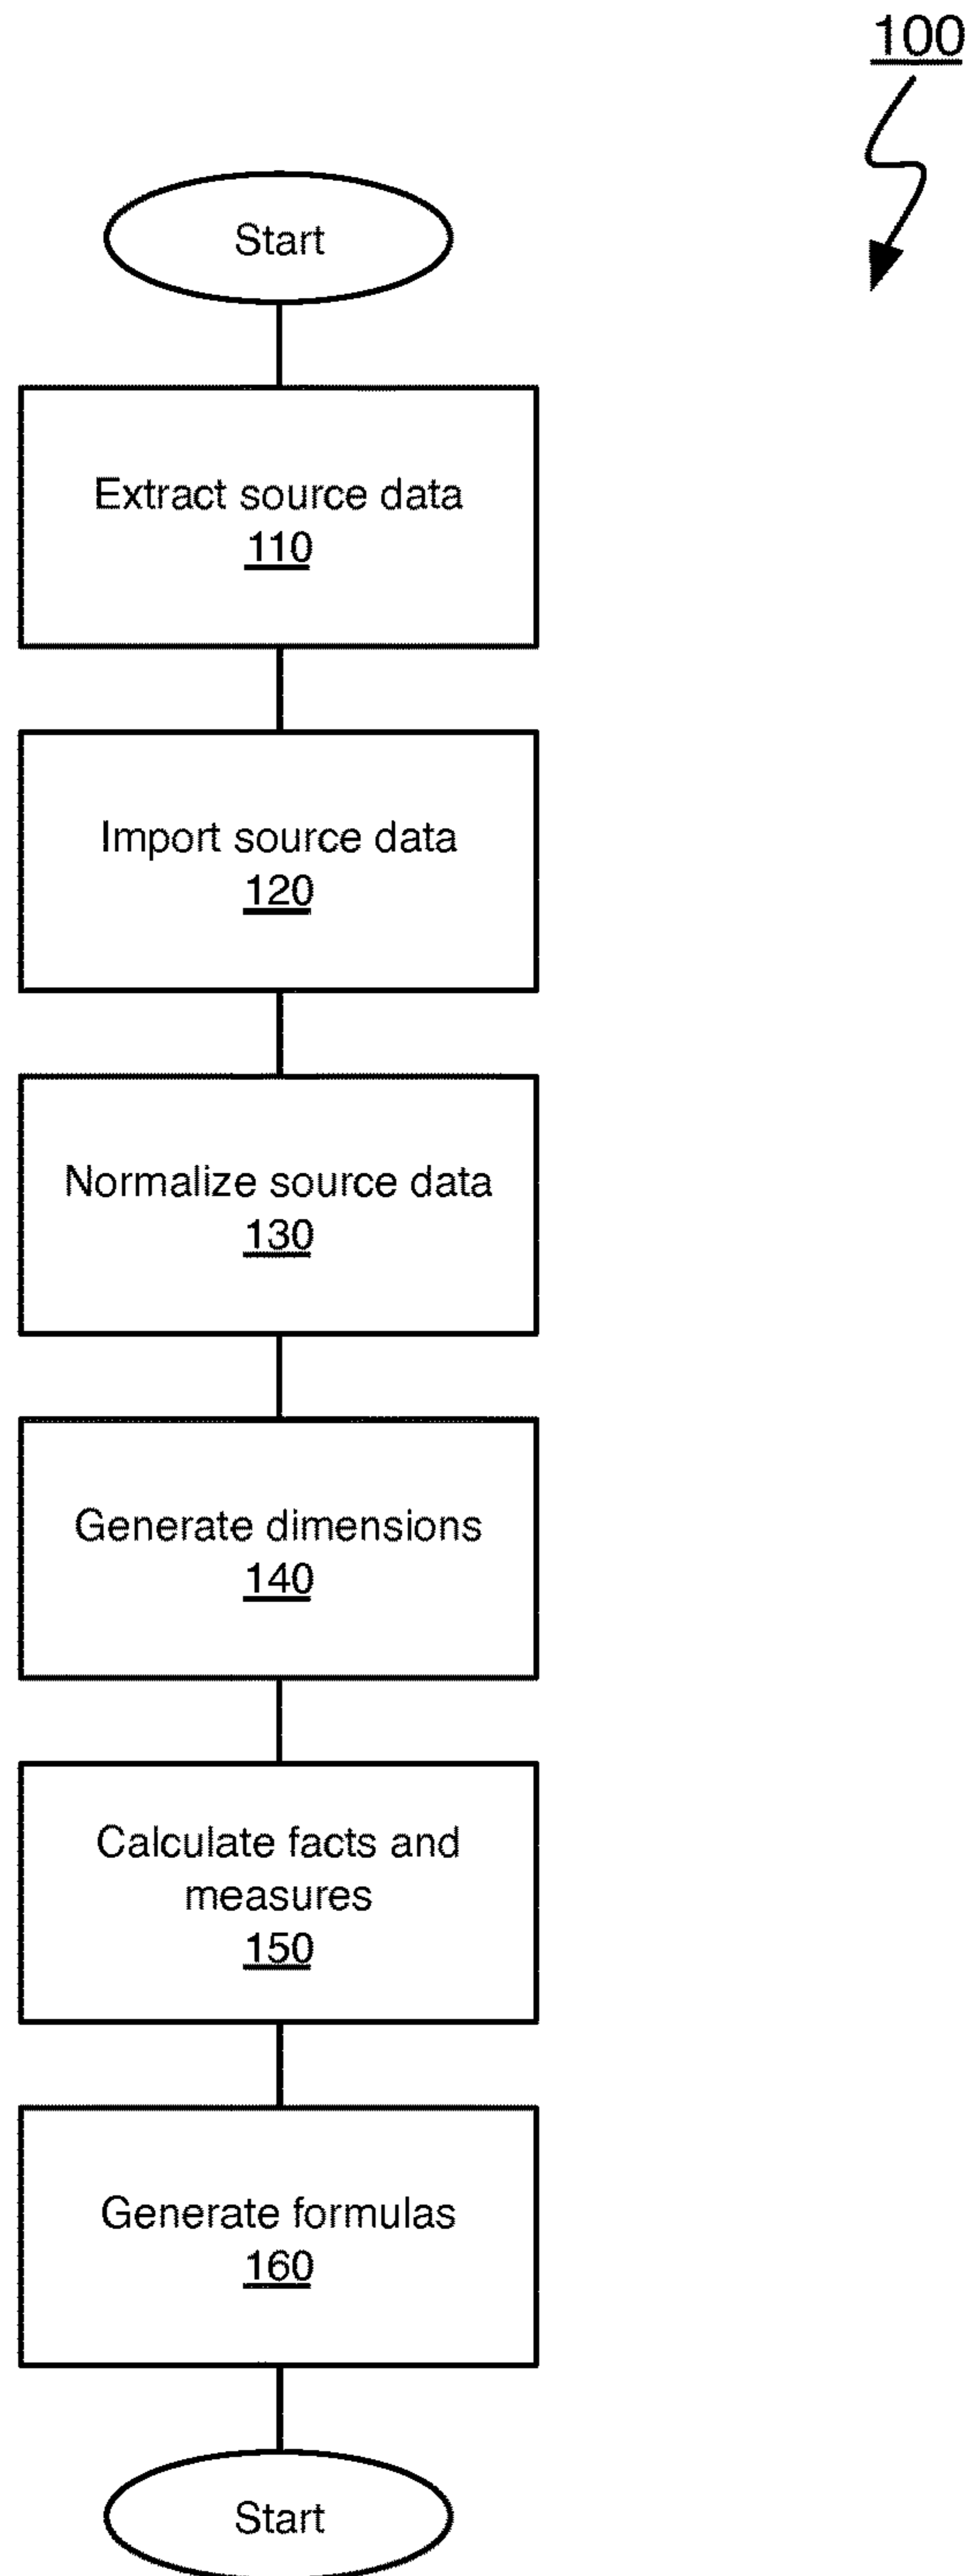 100
Start
Extract source data
110
Import source data
120
Normalize source data
130
Generate dimensions
140
Calculate facts and
measures
150
Generate formulas
160
Start